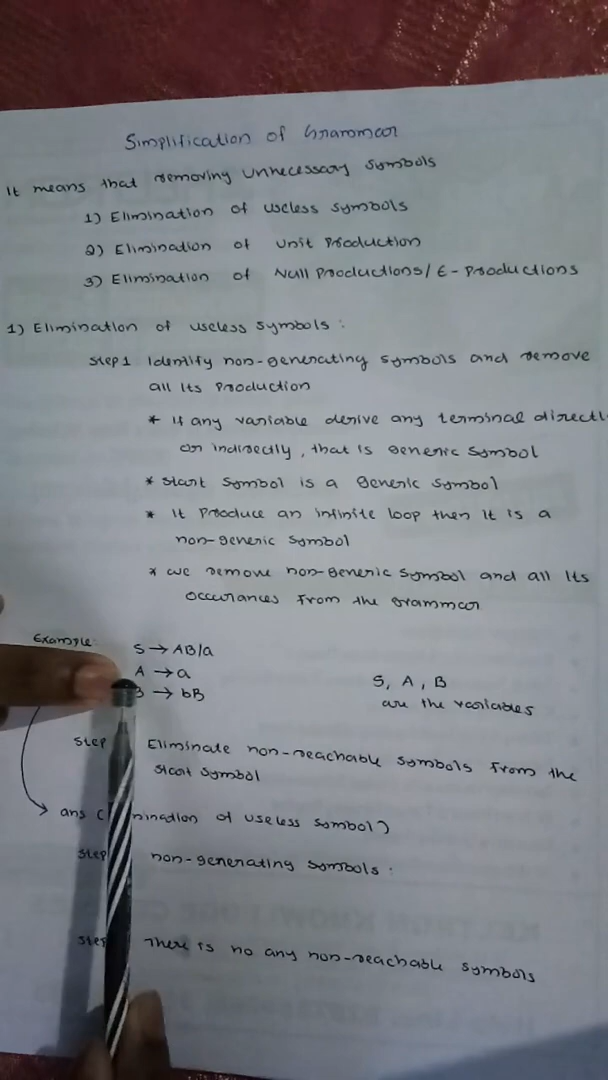 Simplification of Grammar
It means that removing unnecessary symbols
1) Elimination of useless symbols
2) Elimination of Unit Production
3) Elimination of Null Productions/ ε - Productions
1) Elimination of useless symbols :
Step 1 Identify non-generating symbols and remove
all Its Production
* If any variable derive any terminal directl
or indirectly, that is generic symbol
* Start symbol is a generic symbol
* It Produce an infinite loop then It is a
non-generic symbol
* We remove non-generic symbol and all Its
occurances from the grammar
Example:
S → AB/a
A → a
B → bB
S, A, B
are the variables
Step Eliminate non-reachable symbols from the
start symbol
ans ( ination of useless symbol)
Step non-generating symbols :
Step There is no any non-reachable symbols